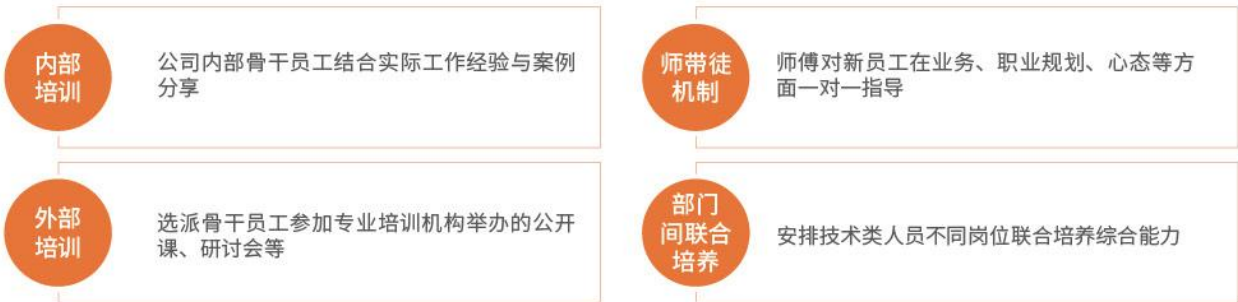 内部
培训
公司内部骨干员工结合实际工作经验与案例
分享
师带徒
机制
师傅对新员工在业务、职业规划、心态等方
面一对一指导
外部
培训
选派骨干员工参加专业培训机构举办的公开
课、研讨会等
部门
间联合
培养
安排技术类人员不同岗位联合培养综合能力